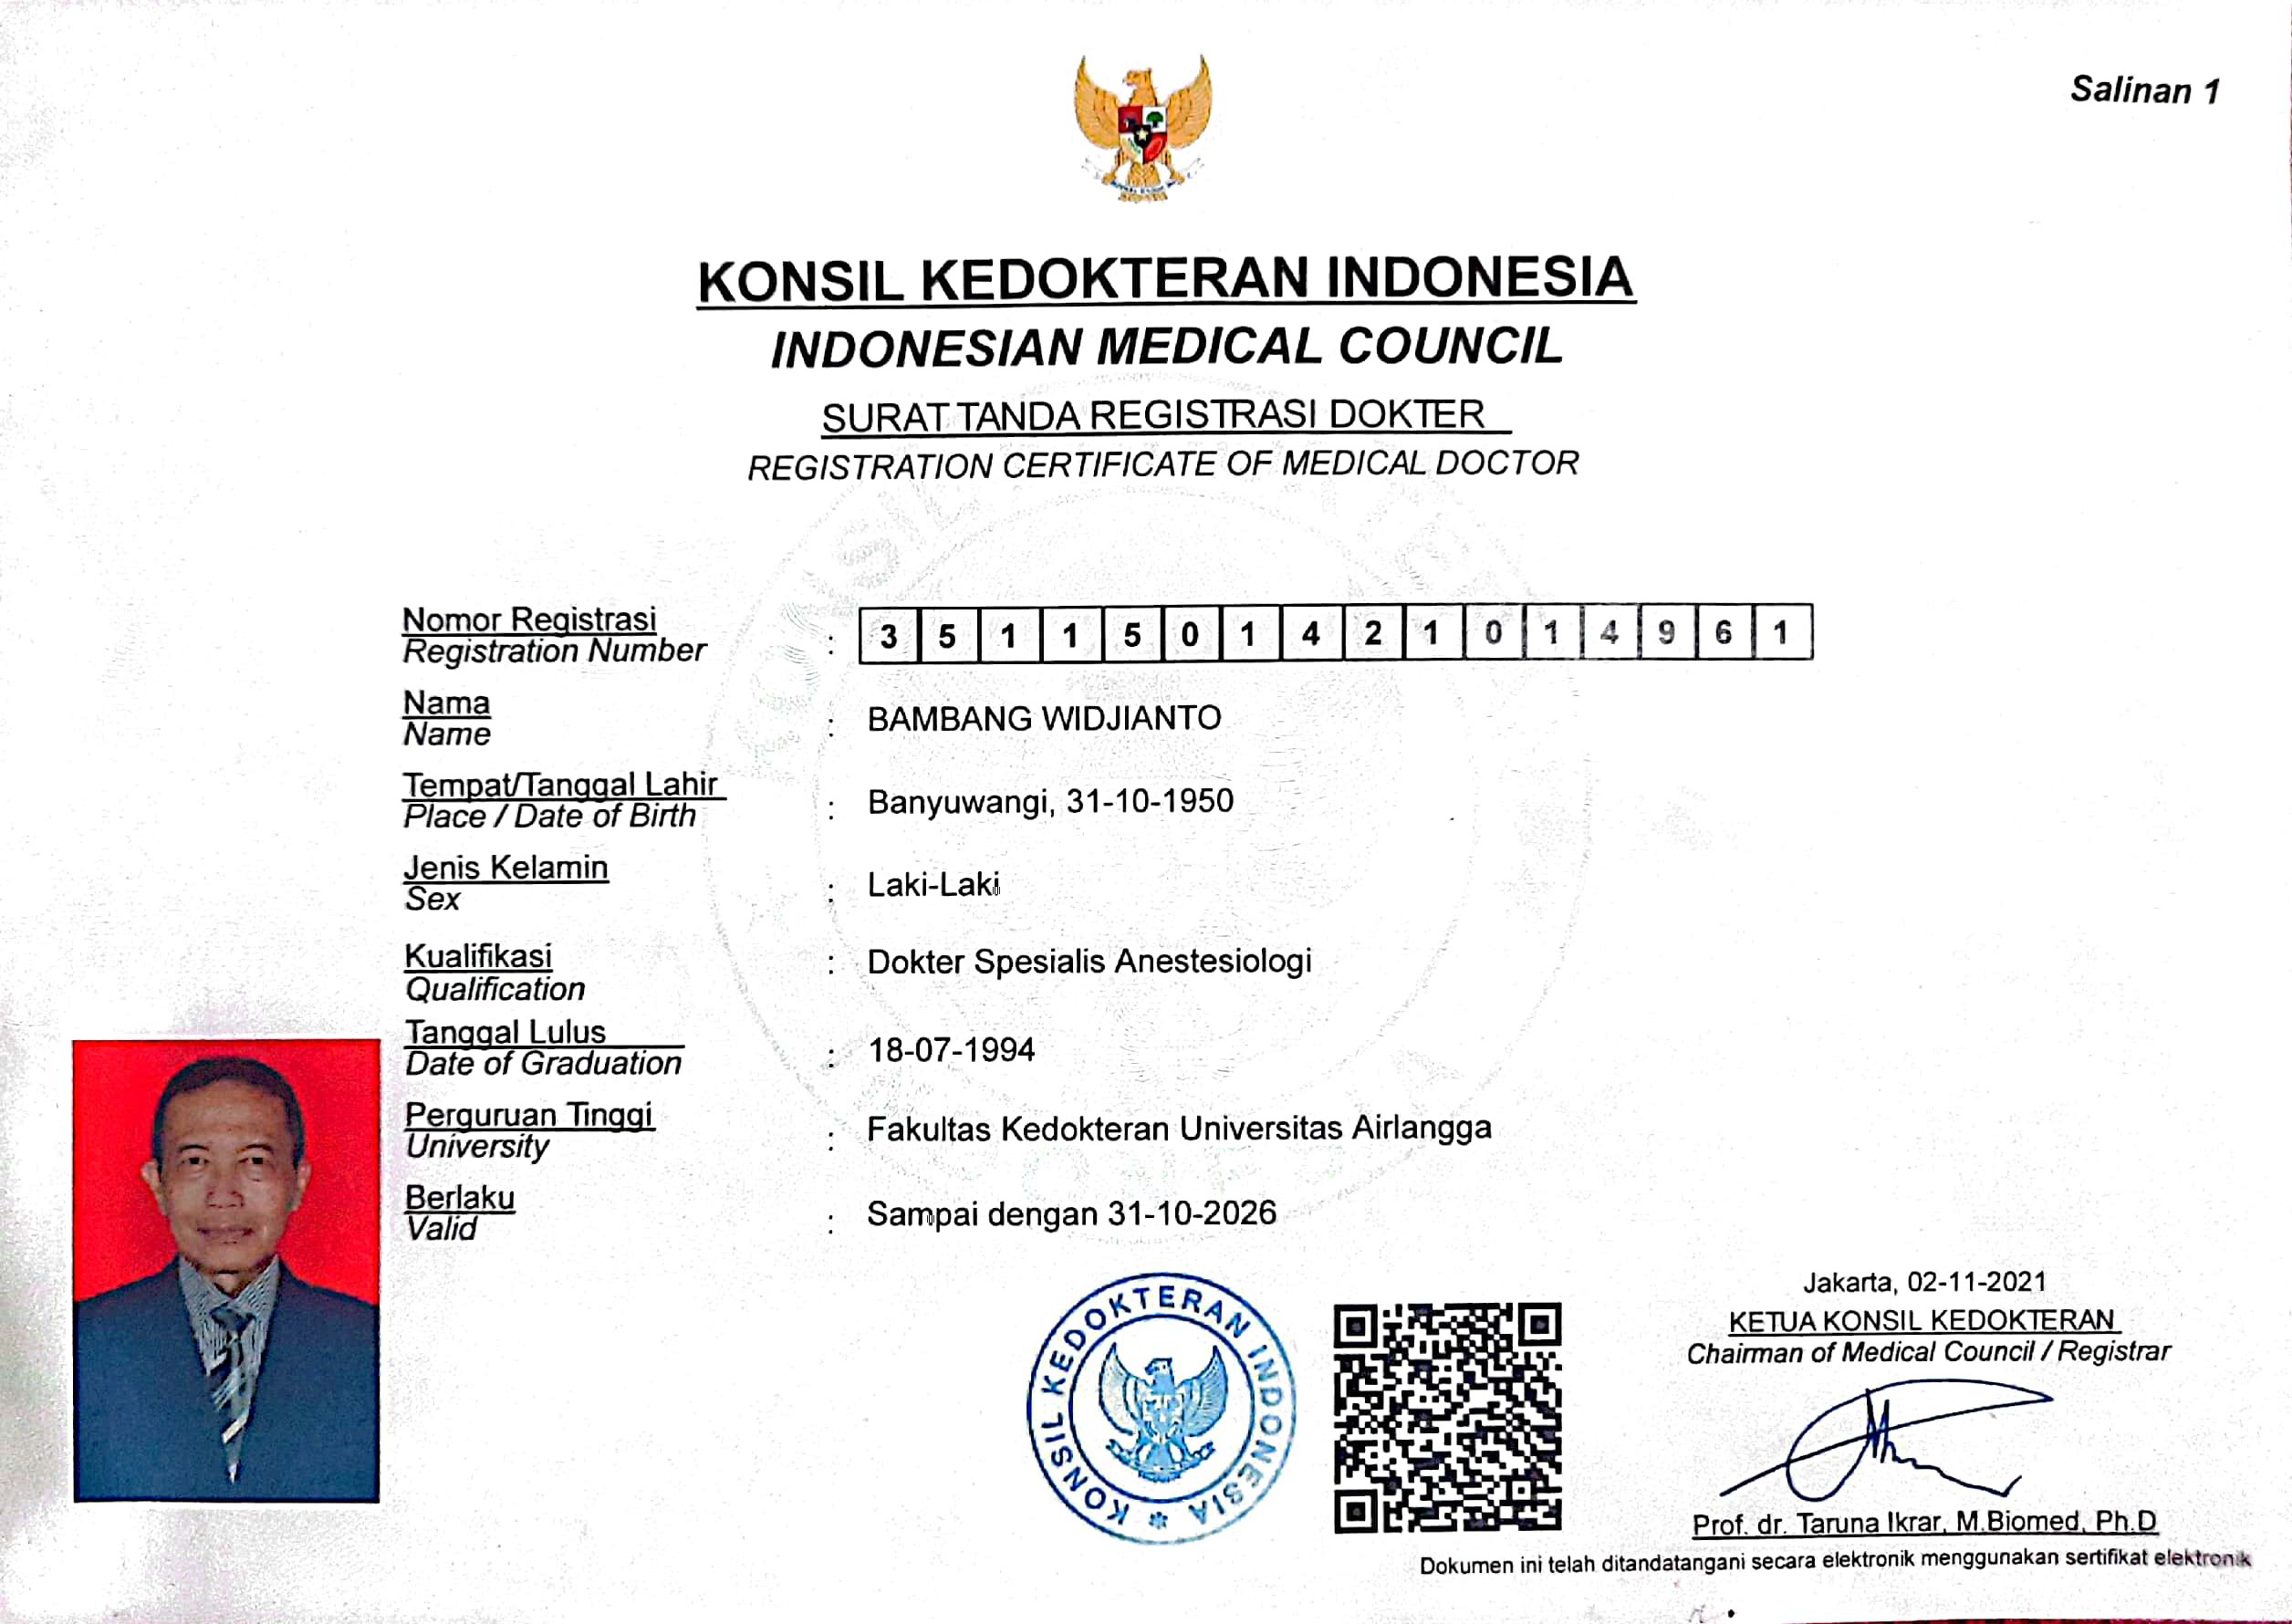 Salinan 1
KONSIL KEDOKTERAN INDONESIA
INDONESIAN MEDICAL COUNCIL
SURAT TANDA REGISTRASI DOKTER
REGISTRATION CERTIFICATE OF MEDICAL DOCTOR
Nomor Registrasi
Registration Number : 3 5 1 1 5 0 1 4 2 1 0 1 4 9 6 1
Nama
Name : BAMBANG WIDJIANTO
Tempat/Tanggal Lahir
Place / Date of Birth : Banyuwangi, 31-10-1950
Jenis Kelamin
Sex : Laki-Laki
Kualifikasi
Qualification : Dokter Spesialis Anestesiologi
Tanggal Lulus
Date of Graduation : 18-07-1994
Perguruan Tinggi
University : Fakultas Kedokteran Universitas Airlangga
Berlaku
Valid : Sampai dengan 31-10-2026
KONSIL KEDOKTERAN INDONESIA
Jakarta, 02-11-2021
KETUA KONSIL KEDOKTERAN
Chairman of Medical Council / Registrar
Prof. dr. Taruna Ikrar, M.Biomed, Ph.D
Dokumen ini telah ditandatangani secara elektronik menggunakan sertifikat elektronik